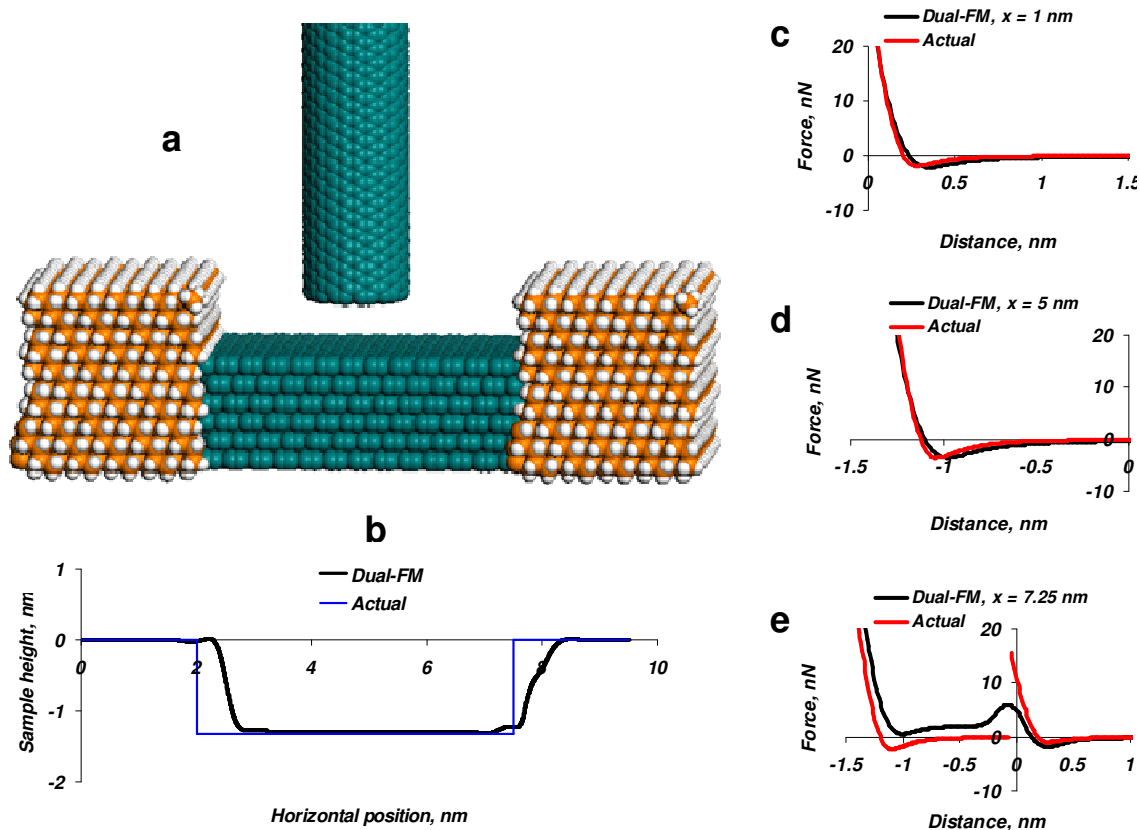 a
b
Dual-FM
Actual
Sample height, nm
1
0
-1
-2
0
2
4
6
8
10
Horizontal position, nm
c
Dual-FM, x = 1 nm
Actual
Force, nN
20
10
0
-10
0
0.5
1
1.5
Distance, nm
d
Dual-FM, x = 5 nm
Actual
Force, nN
20
10
0
-10
-1.5
-1
-0.5
0
Distance, nm
e
Dual-FM, x = 7.25 nm
Actual
Force, nN
20
10
0
-10
-1.5
-1
-0.5
0
0.5
1
Distance, nm